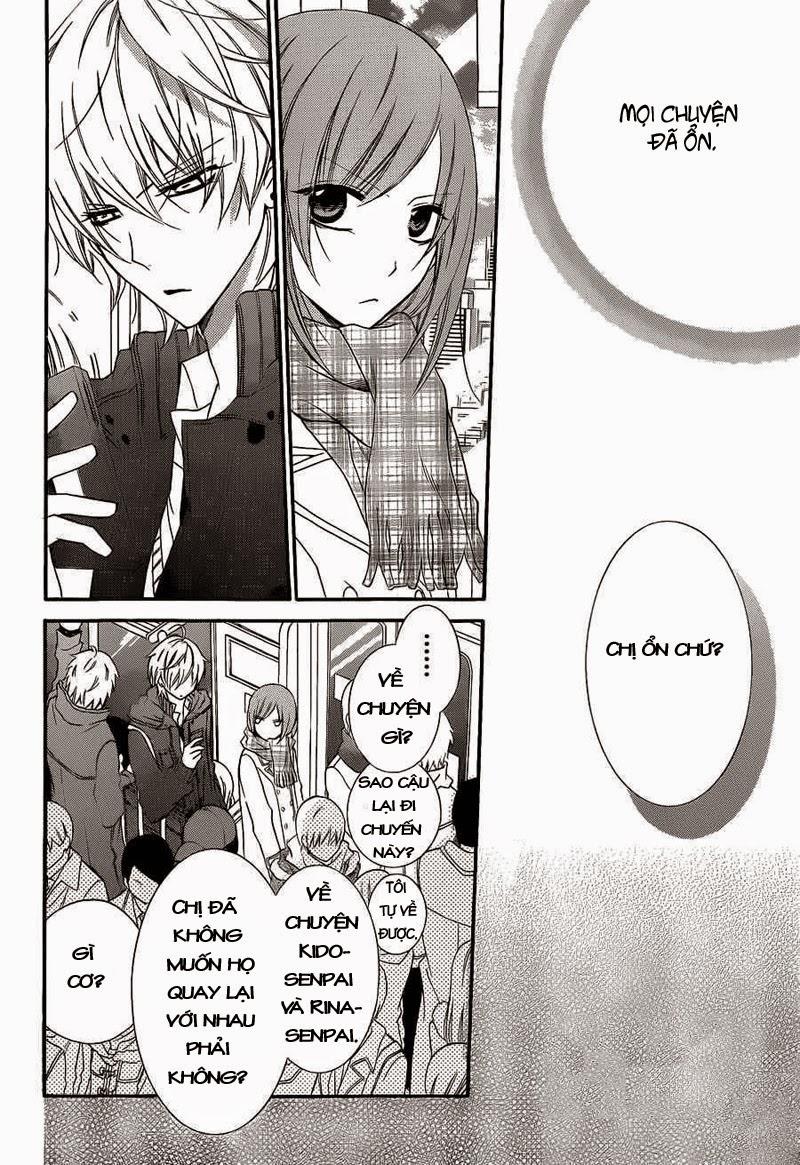 MỌI CHUYỆN
ĐÃ ỔN.
CHỊ ỔN CHỨ?
......
VỀ
CHUYỆN
GÌ?
SAO CẬU
LẠI ĐI
CHUYẾN
NÀY?
TÔI
TỰ VỀ
ĐƯỢC.
VỀ
CHUYỆN
KIDO-
SENPAI
VÀ RINA-
SENPAI.
CHỊ ĐÃ
KHÔNG
MUỐN HỌ
QUAY LẠI
VỚI NHAU
PHẢI
KHÔNG?
GÌ
CƠ?